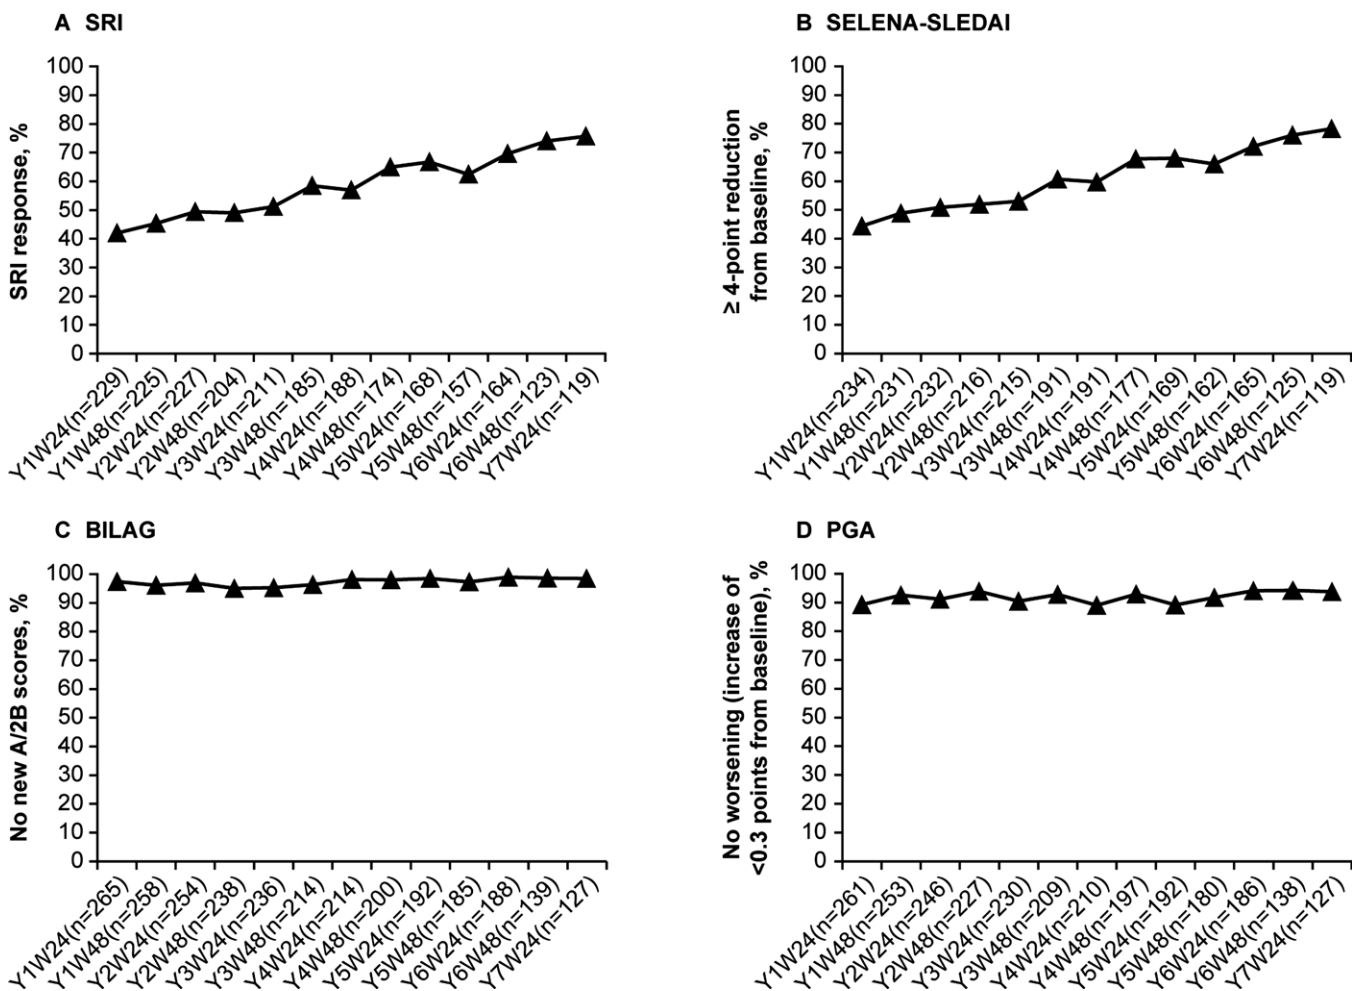 A SRI
SRI response, %
100
90
80
70
60
50
40
30
20
10
0
Y1W24(n=229)
Y1W48(n=225)
Y2W24(n=227)
Y2W48(n=204)
Y3W24(n=211)
Y3W48(n=185)
Y4W24(n=188)
Y4W48(n=174)
Y5W24(n=168)
Y5W48(n=157)
Y6W24(n=164)
Y6W48(n=123)
Y7W24(n=119)
B SELENA-SLEDAI
≥ 4-point reduction
from baseline, %
100
90
80
70
60
50
40
30
20
10
0
Y1W24(n=234)
Y1W48(n=231)
Y2W24(n=232)
Y2W48(n=216)
Y3W24(n=215)
Y3W48(n=191)
Y4W24(n=191)
Y4W48(n=177)
Y5W24(n=169)
Y5W48(n=162)
Y6W24(n=165)
Y6W48(n=125)
Y7W24(n=119)
C BILAG
No new A/2B scores, %
100
90
80
70
60
50
40
30
20
10
0
Y1W24(n=265)
Y1W48(n=258)
Y2W24(n=254)
Y2W48(n=238)
Y3W24(n=236)
Y3W48(n=214)
Y4W24(n=214)
Y4W48(n=200)
Y5W24(n=192)
Y5W48(n=185)
Y6W24(n=188)
Y6W48(n=139)
Y7W24(n=127)
D PGA
No worsening (increase of
<0.3 points from baseline), %
100
90
80
70
60
50
40
30
20
10
0
Y1W24(n=261)
Y1W48(n=253)
Y2W24(n=246)
Y2W48(n=227)
Y3W24(n=230)
Y3W48(n=209)
Y4W24(n=210)
Y4W48(n=197)
Y5W24(n=192)
Y5W48(n=180)
Y6W24(n=186)
Y6W48(n=138)
Y7W24(n=127)